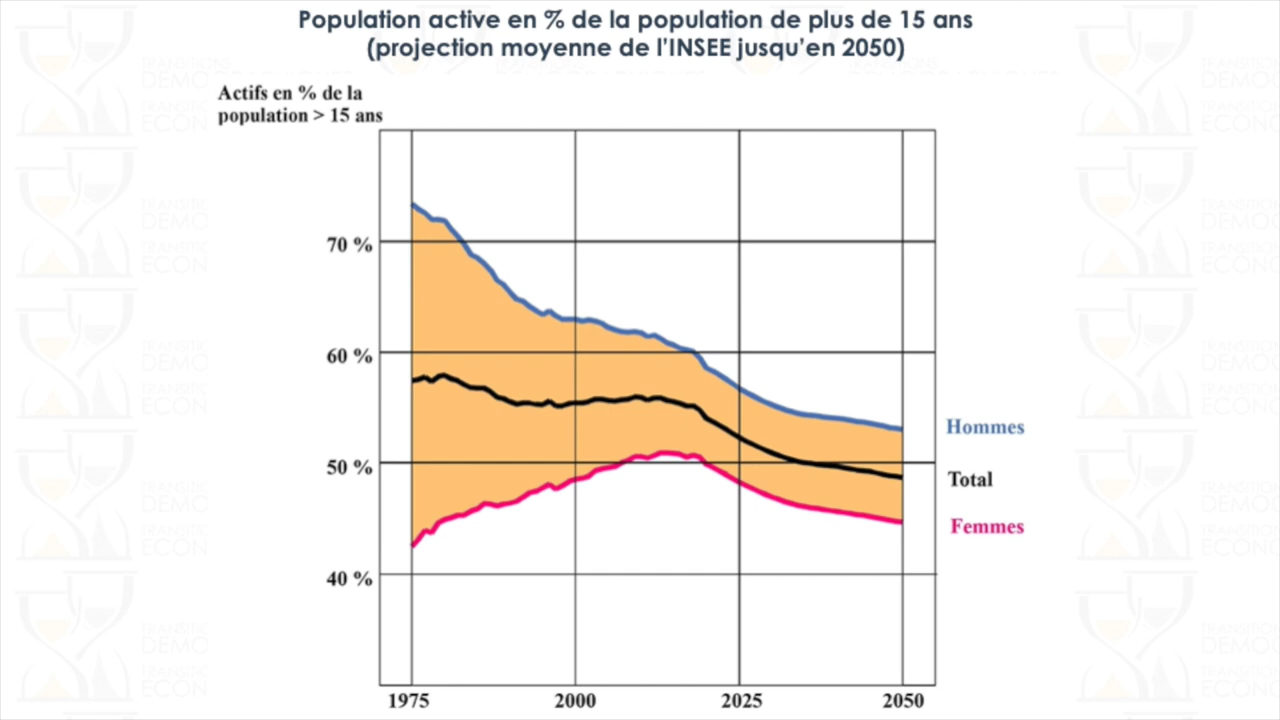 Population active en % de la population de plus de 15 ans
(projection moyenne de l'INSEE jusqu'en 2050)
Actifs en % de la
population > 15 ans
70 %
60 %
50 %
40 %
Hommes
Total
Femmes
1975
2000
2025
2050